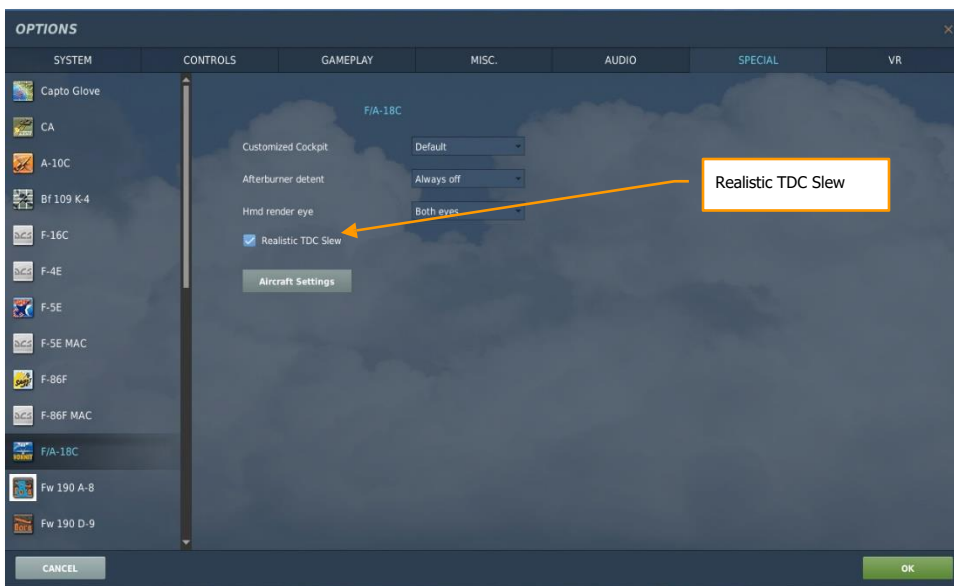 OPTIONS
SYSTEM CONTROLS GAMEPLAY MISC. AUDIO SPECIAL VR
Capto Glove
CA
A-10C
Bf 109 K-4
F-16C
F-4E
F-5E
F-5E MAC
F-86F
F-86F MAC
F/A-18C
Fw 190 A-8
Fw 190 D-9
F/A-18C
Customized Cockpit Default
Afterburner detent Always off
Hmd render eye Both eyes
Realistic TDC Slew
Aircraft Settings
Realistic TDC Slew
CANCEL OK